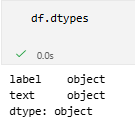 df.dtypes
0.0s
label    object
text     object
dtype: object